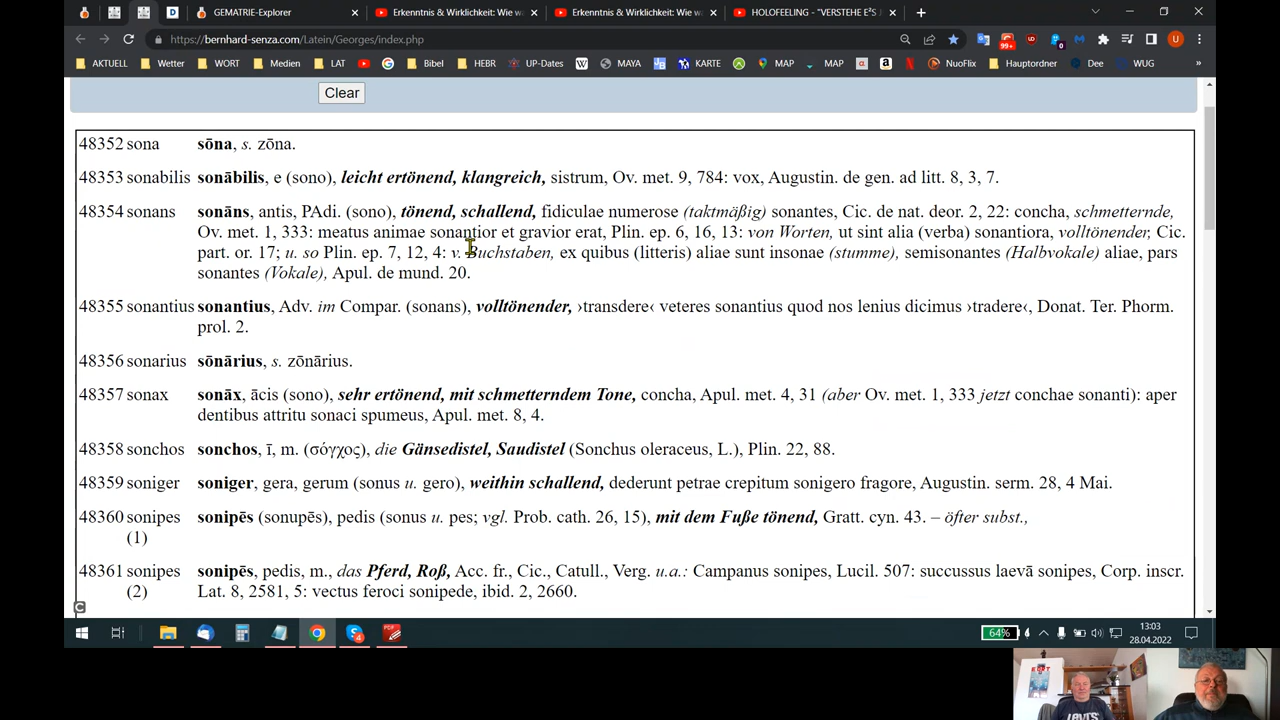 GEMATRIE-Explorer
Erkenntnis & Wirklichkeit: Wie w
Erkenntnis & Wirklichkeit: Wie w
HOLOFEELING - "VERSTEHE E²S
https://bernhard-senza.com/Latein/Georges/index.php
AKTUELL Wetter WORT Medien LAT Bibel HEBR UP-Dates MAYA KARTE MAP MAP NuoFlix Hauptordner Dee WUG »
Clear
48352 sona sōna, s. zōna.
48353 sonabilis sonābilis, e (sono), leicht ertönend, klangreich, sistrum, Ov. met. 9, 784: vox, Augustin. de gen. ad litt. 8, 3, 7.
48354 sonans sonāns, antis, PAdi. (sono), tönend, schallend, fidiculae numerose (taktmäßig) sonantes, Cic. de nat. deor. 2, 22: concha, schmetternde,
Ov. met. 1, 333: meatus animae sonantior et gravior erat, Plin. ep. 6, 16, 13: von Worten, ut sint alia (verba) sonantiora, volltönender, Cic.
part. or. 17; u. so Plin. ep. 7, 12, 4: v. Buchstaben, ex quibus (litteris) aliae sunt insonae (stumme), semisonantes (Halbvokale) aliae, pars
sonantes (Vokale), Apul. de mund. 20.
48355 sonantius sonantius, Adv. im Compar. (sonans), volltönender, ›transdere‹ veteres sonantius quod nos lenius dicimus ›tradere‹, Donat. Ter. Phorm.
prol. 2.
48356 sonarius sōnārius, s. zōnārius.
48357 sonax sonāx, ācis (sono), sehr ertönend, mit schmetterndem Tone, concha, Apul. met. 4, 31 (aber Ov. met. 1, 333 jetzt conchae sonanti): aper
dentibus attritu sonaci spumeus, Apul. met. 8, 4.
48358 sonchos sonchos, ī, m. (σόγχος), die Gänsedistel, Saudistel (Sonchus oleraceus, L.), Plin. 22, 88.
48359 soniger soniger, gera, gerum (sonus u. gero), weithin schallend, dederunt petrae crepitum sonigero fragore, Augustin. serm. 28, 4 Mai.
48360 sonipes sonipēs (sonupēs), pedis (sonus u. pes; vgl. Prob. cath. 26, 15), mit dem Fuße tönend, Gratt. cyn. 43. – öfter subst.,
(1)
48361 sonipes sonipēs, pedis, m., das Pferd, Roß, Acc. fr., Cic., Catull., Verg. u.a.: Campanus sonipes, Lucil. 507: succussus laevā sonipes, Corp. inscr.
(2) Lat. 8, 2581, 5: vectus feroci sonipede, ibid. 2, 2660.
64%
13:03
28.04.2022